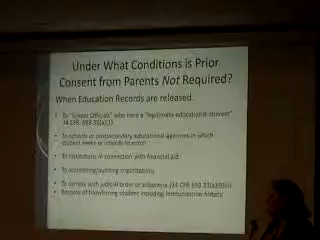 Under What Conditions is Prior
Consent from Parents Not Required?
When Education Records are released:
To "School Officials" who have a "legitimate educational interest"
34 CFR §99.31(a)(1)
To schools or postsecondary educational agencies in which
student seeks or intends to enroll
To institutions in connection with financial aid
To accrediting/auditing organizations
To comply with judicial order or subpoena (34 CFR §99.31(a)(9)(i))
Records of transferring student including immunization history